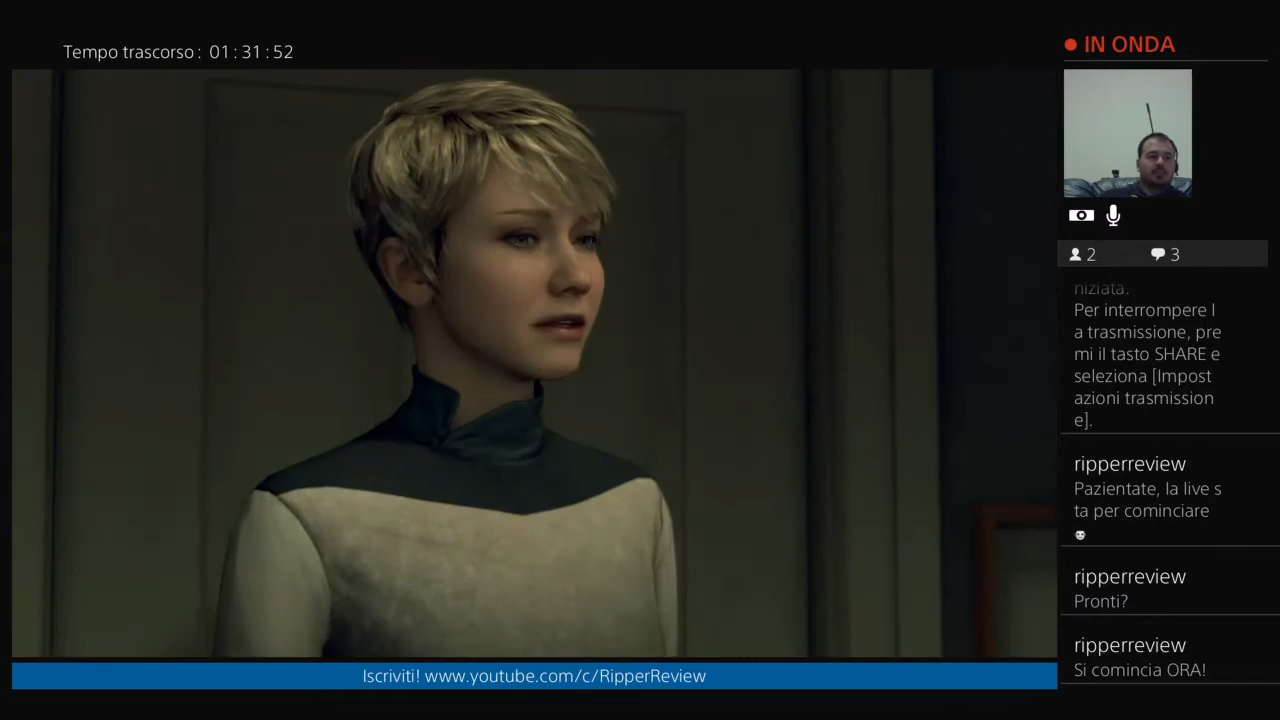 Tempo trascorso: 01:31:52
IN ONDA
2
3
niziata.
Per interrompere l
a trasmissione, pre
mi il tasto SHARE e
seleziona [Impost
azioni trasmission
e].
ripperreview
Pazientate, la live s
ta per cominciare
ripperreview
Pronti?
ripperreview
Si comincia ORA!
Iscriviti! www.youtube.com/c/RipperReview